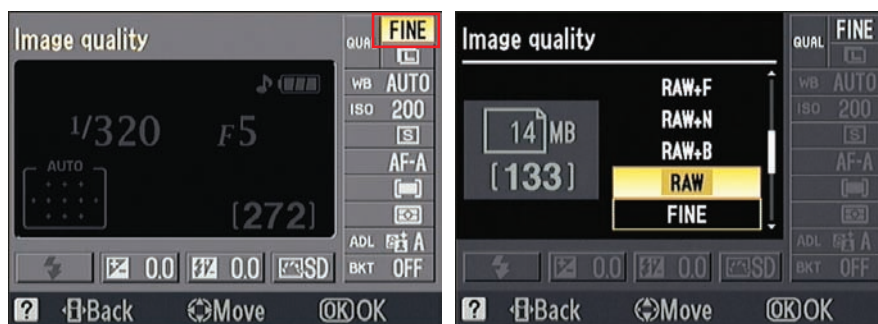 Image quality
QUAL FINE
L
WB AUTO
ISO 200
1/320 F5
S
AUTO
AF-A
[272]
ADL A
0.0 0.0 SD BKT OFF
? Back Move OK OK
Image quality
QUAL FINE
L
RAW+F
WB AUTO
RAW+N
ISO 200
14 MB
S
RAW+B
AF-A
[133]
RAW
FINE
ADL A
0.0 0.0 SD BKT OFF
? Back Move OK OK